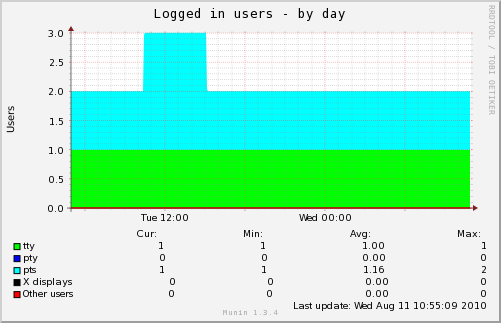 Logged in users - by day
RRDTOOL / TOBI OETIKER
Users
3.0
2.5
2.0
1.5
1.0
0.5
0.0
Tue 12:00 Wed 00:00
Cur: Min: Avg: Max:
tty 1 1 1.00 1
pty 0 0 0.00 0
pts 1 1 1.16 2
X displays 0 0 0.00 0
Other users 0 0 0.00 0
Last update: Wed Aug 11 10:55:09 2010
Munin 1.3.4